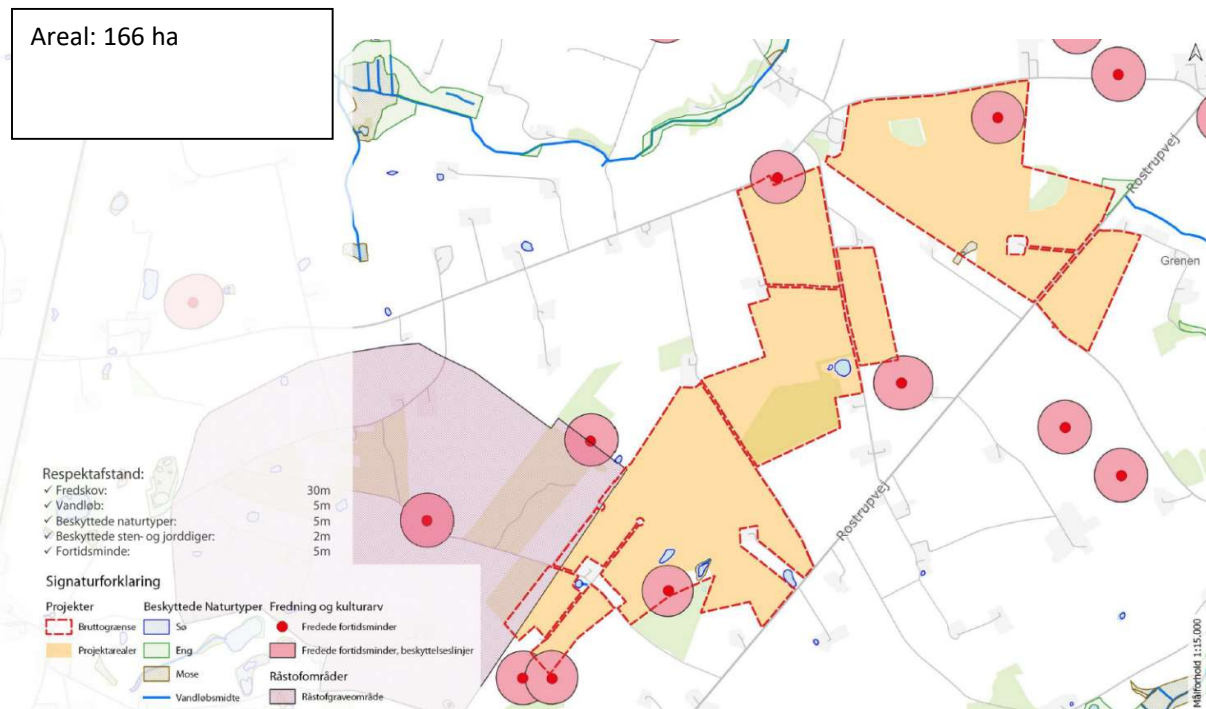 Areal: 166 ha
Rostrupvej
Grenen
Rostrupvej
Respektafstand:
✓ Fredskov: 30m
✓ Vandløb: 5m
✓ Beskyttede naturtyper: 5m
✓ Beskyttede sten- og jorddiger: 2m
✓ Fortidsminde: 5m
Signaturforklaring
Projekter
Bruttogrænse
Projektarealer
Beskyttede Naturtyper
Sø
Eng
Mose
Vandløbsmidte
Fredning og kulturarv
Fredede fortidsminder
Fredede fortidsminder, beskyttelseslinjer
Råstofområder
Råstofgraveområde
Målforhold 1:15.000